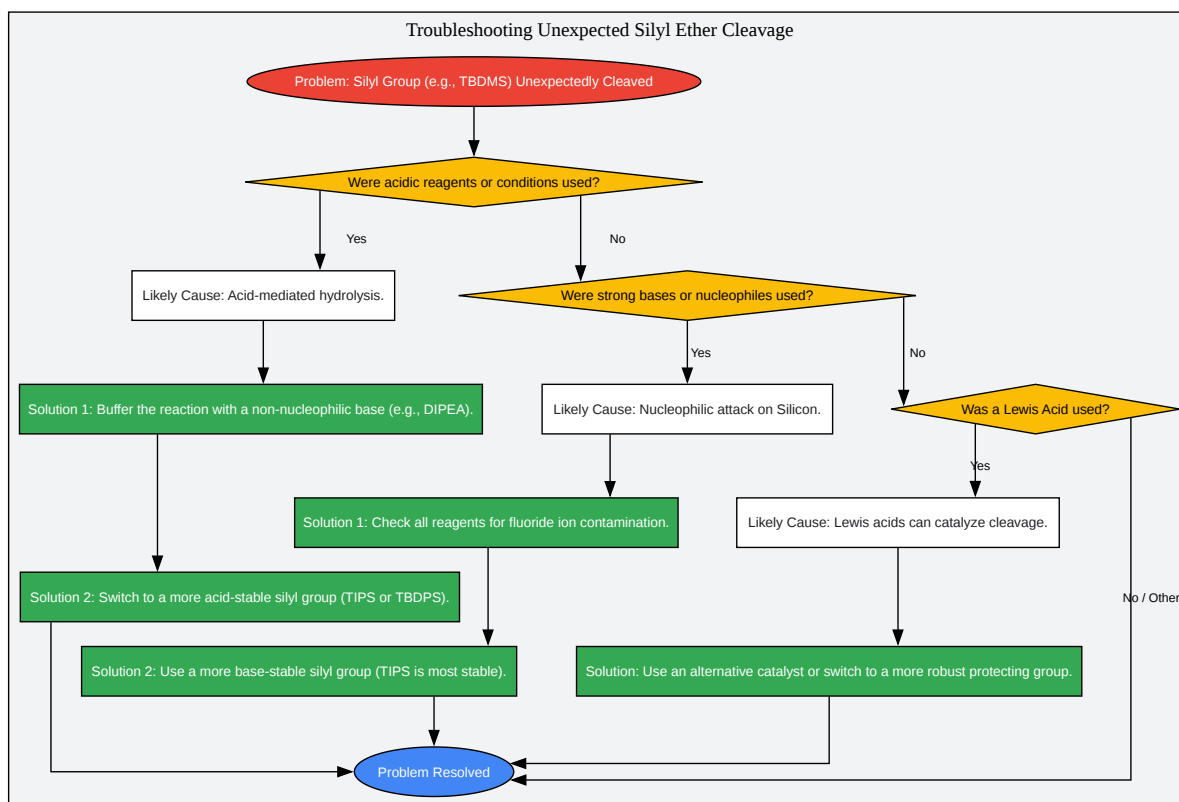 Troubleshooting Unexpected Silyl Ether Cleavage
Problem: Silyl Group (e.g., TBDMS) Unexpectedly Cleaved
Were acidic reagents or conditions used?
Yes
No
Likely Cause: Acid-mediated hydrolysis.
Were strong bases or nucleophiles used?
Yes
No
Solution 1: Buffer the reaction with a non-nucleophilic base (e.g., DIPEA).
Likely Cause: Nucleophilic attack on Silicon.
Was a Lewis Acid used?
Yes
Solution 1: Check all reagents for fluoride ion contamination.
Likely Cause: Lewis acids can catalyze cleavage.
Solution 2: Switch to a more acid-stable silyl group (TIPS or TBDPS).
No / Other
Solution 2: Use a more base-stable silyl group (TIPS is most stable).
Solution: Use an alternative catalyst or switch to a more robust protecting group.
Problem Resolved